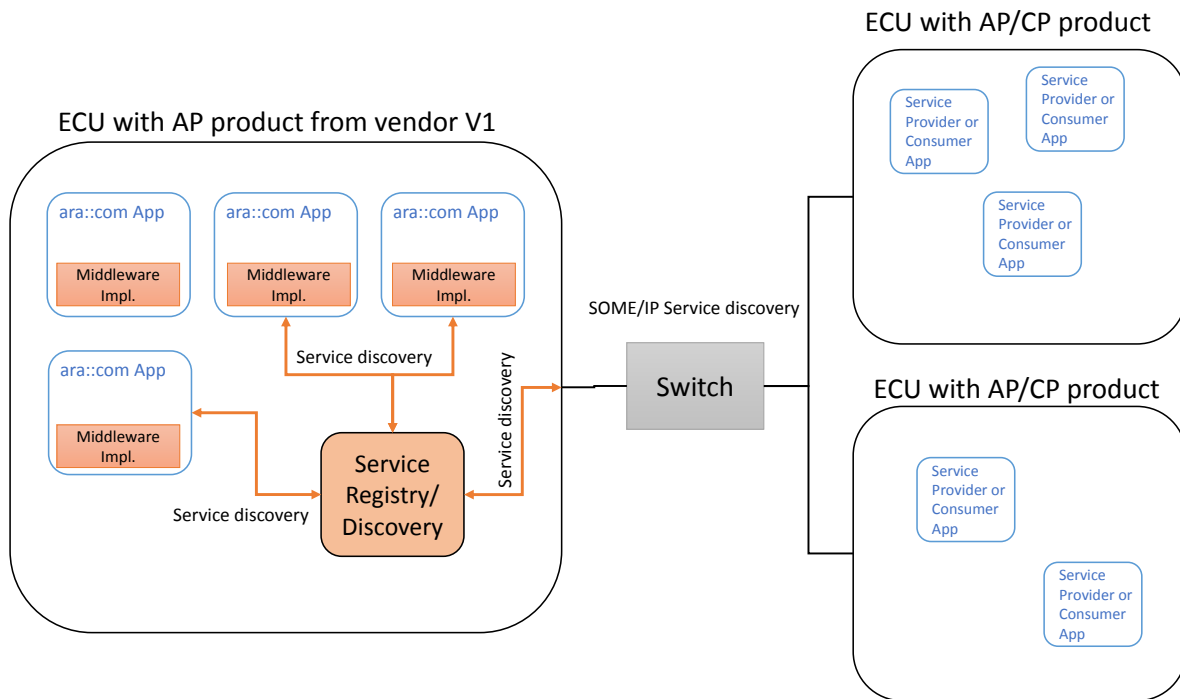 ECU with AP product from vendor V1
ara::com App
Middleware
Impl.
ara::com App
Middleware
Impl.
ara::com App
Middleware
Impl.
Service discovery
ara::com App
Middleware
Impl.
Service discovery
Service
Registry/
Discovery
Service discovery
SOME/IP Service discovery
Switch
ECU with AP/CP product
Service
Provider or
Consumer
App
Service
Provider or
Consumer
App
Service
Provider or
Consumer
App
ECU with AP/CP product
Service
Provider or
Consumer
App
Service
Provider or
Consumer
App